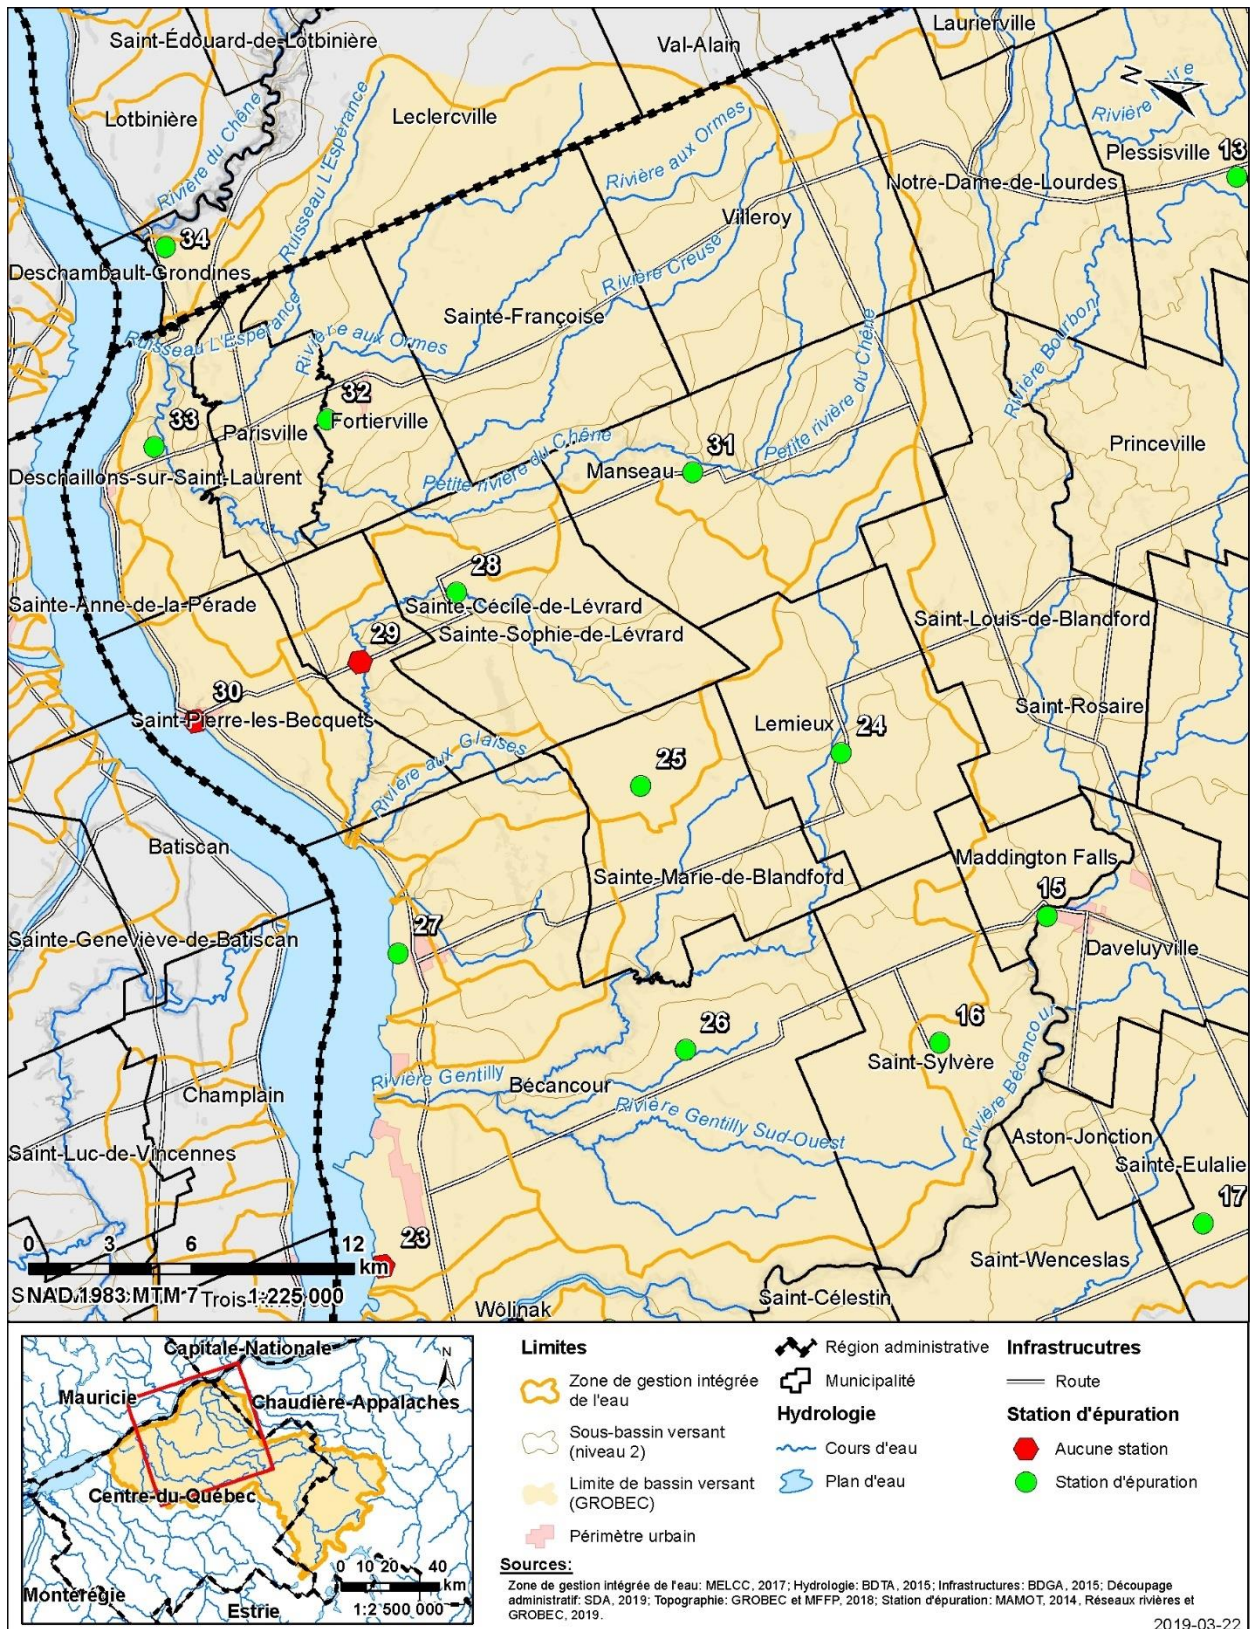 Saint-Édouard-de-Lotbinière
Val-Alain
Laurierville
Lotbinière
Leclercville
Rivière du Chêne
Ruisseau L'Espérance
Rivière aux Ormes
N
Plessisville
13
Notre-Dame-de-Lourdes
Villeroy
34
Deschambault-Grondines
Rivière Creuse
Sainte-Françoise
Ruisseau L'Espérance
Rivière aux Ormes
Rivière Bourbon
Petite rivière du Chêne
32
Fortierville
33
Parisville
Princeville
Deschaillons-sur-Saint-Laurent
Petite rivière du Chêne
Manseau
31
Petite rivière du Chêne
28
Sainte-Anne-de-la-Pérade
Sainte-Cécile-de-Lévrard
Saint-Louis-de-Blandford
29
Sainte-Sophie-de-Lévrard
30
Saint-Pierre-les-Becquets
Saint-Rosaire
Lemieux
24
Rivière aux Glaises
25
Batiscan
Maddington Falls
Sainte-Marie-de-Blandford
15
27
Sainte-Geneviève-de-Batiscan
Daveluyville
26
16
Saint-Sylvère
Rivière Gentilly
Bécancour
Rivière Bécancour
Champlain
Rivière Gentilly Sud-Ouest
Saint-Luc-de-Vincennes
Aston-Jonction
Sainte-Eulalie
17
23
Saint-Wenceslas
0 3 6 12
km
NAD 1983 MTM 7 1:225 000
Wôlinak
Saint-Célestin
Capitale-Nationale
N
Mauricie
Chaudière-Appalaches
Centre-du-Québec
Montérégie
Estrie
0 10 20 40
km
1:2 500 000
Limites
Zone de gestion intégrée
de l'eau
Sous-bassin versant
(niveau 2)
Limite de bassin versant
(GROBEC)
Périmètre urbain
Région administrative
Municipalité
Hydrologie
Cours d'eau
Plan d'eau
Infrastrucutres
Route
Station d'épuration
Aucune station
Station d'épuration
Sources:
Zone de gestion intégrée de l'eau: MELCC, 2017; Hydrologie: BDTA, 2015; Infrastructures: BDGA, 2015; Découpage
administratif: SDA, 2019; Topographie: GROBEC et MFFP, 2018; Station d'épuration: MAMOT, 2014, Réseaux rivières et
GROBEC, 2019.
2019-03-22